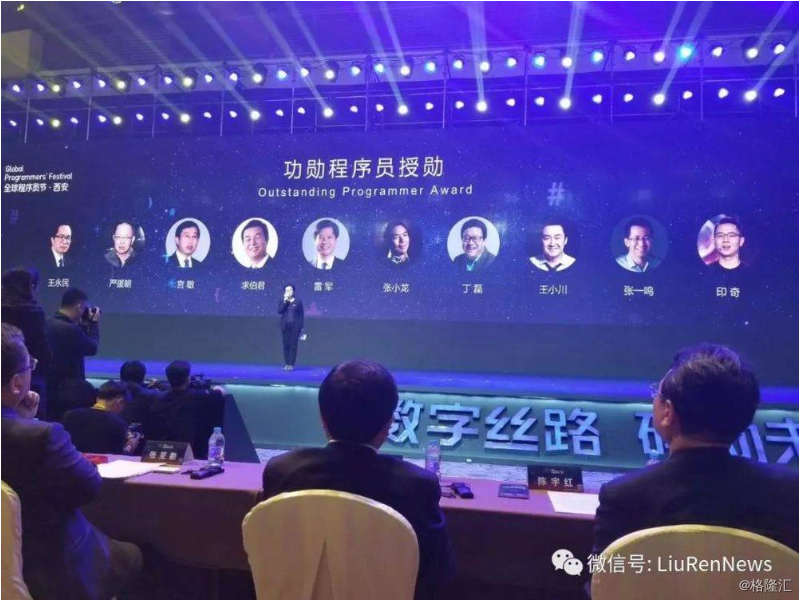 Global
Programmers' Festival
全球程序员节·西安
功勋程序员授勋
Outstanding Programmer Award
#
王永民
严援朝
宫敏
求伯君
雷军
张小龙
丁磊
王小川
张一鸣
印奇
数字丝路
陈宇红
微信号: LiuRenNews
@格隆汇